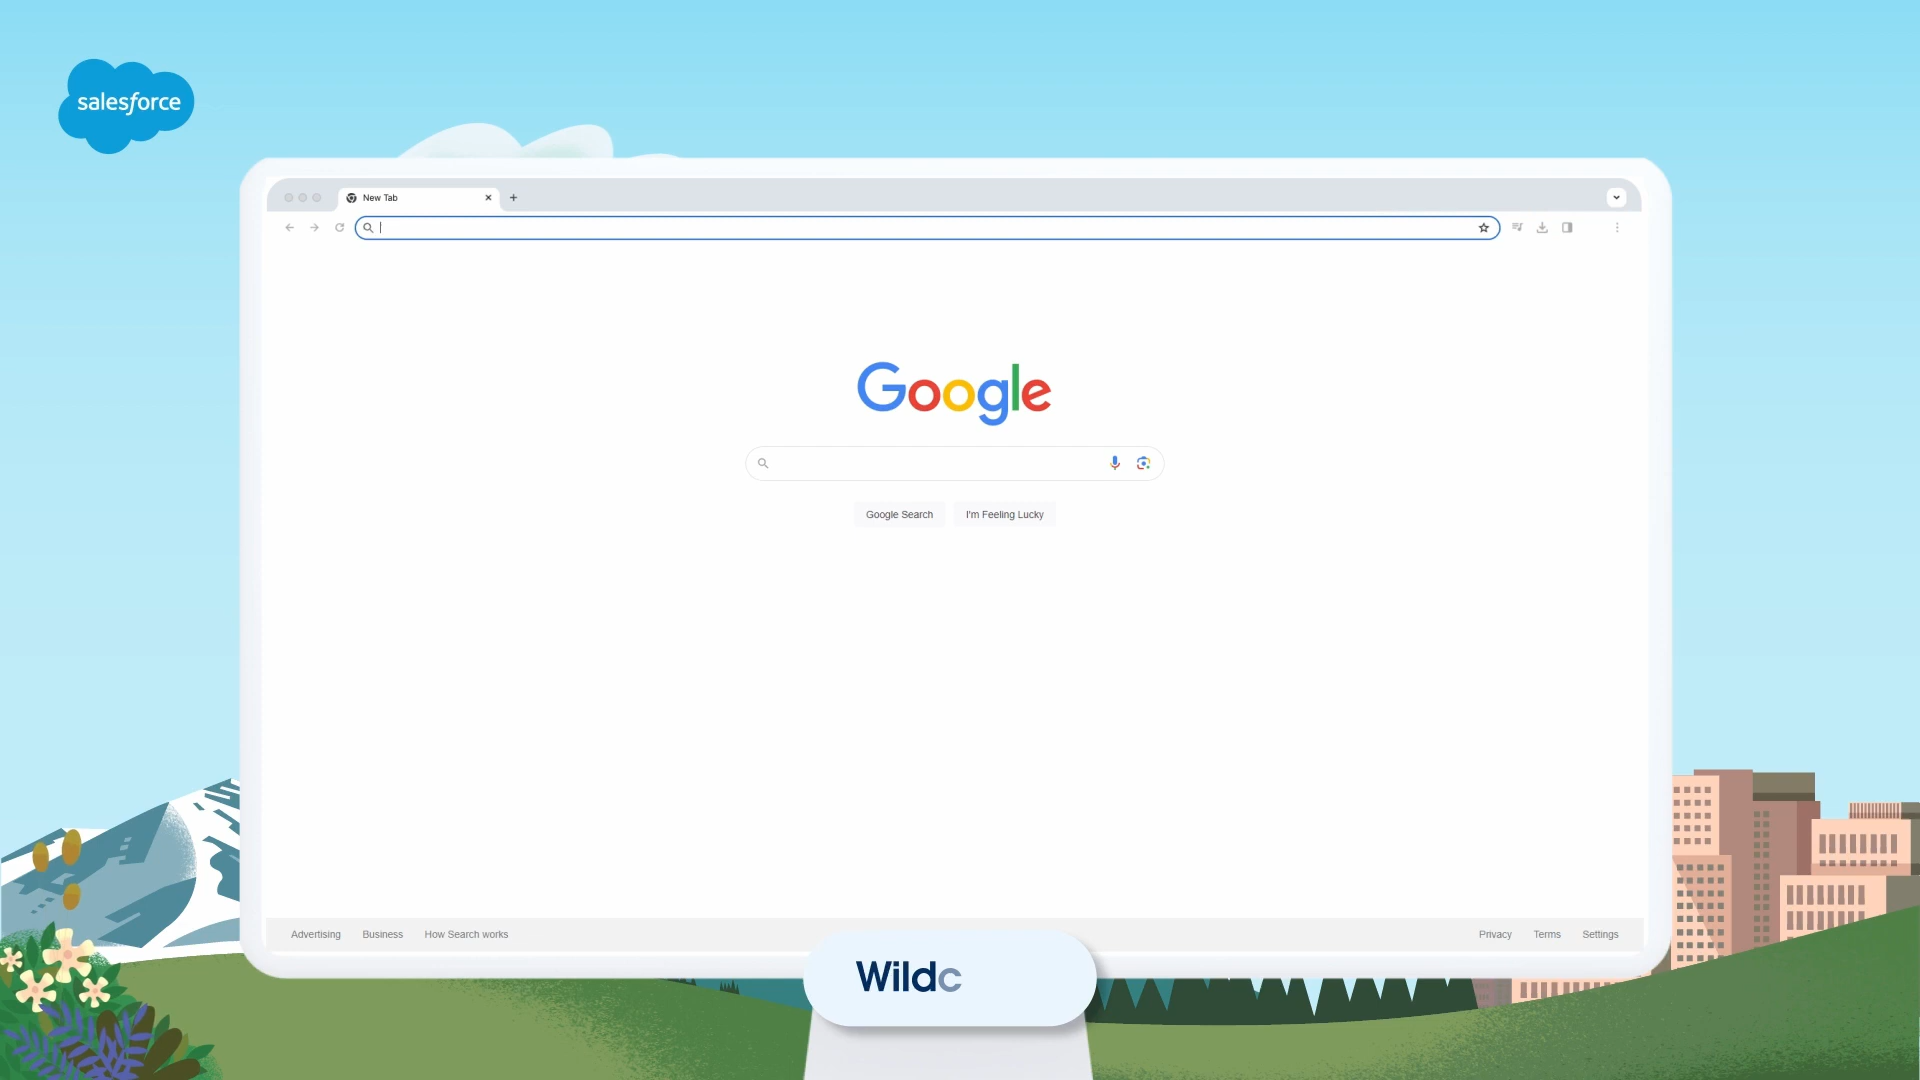 salesforce
New Tab
Google
Google Search
I'm Feeling Lucky
Advertising
Business
How Search works
Privacy
Terms
Settings
Wildc